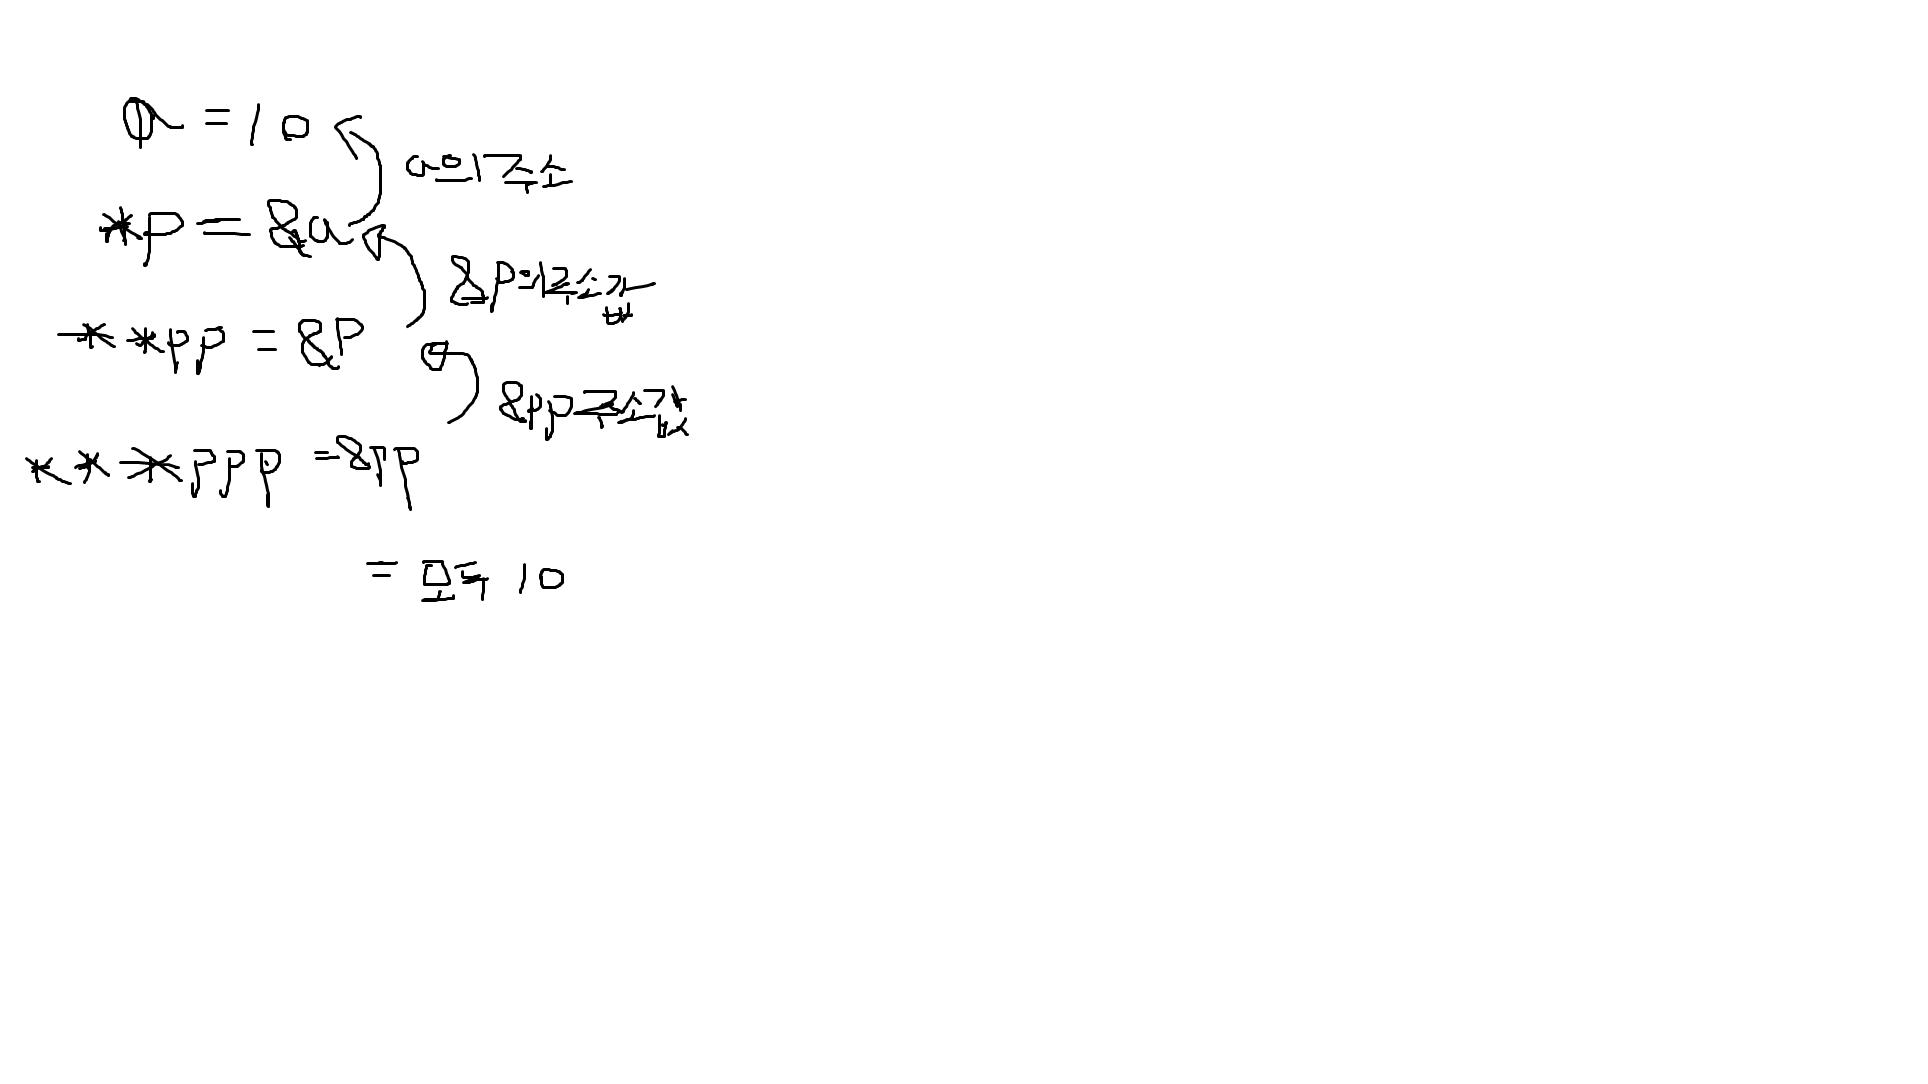 a = 10
a의 주소
*p = &a
&p의 주소값
**pp = &p
&pp 주소값
***ppp = &pp
= 모두 10